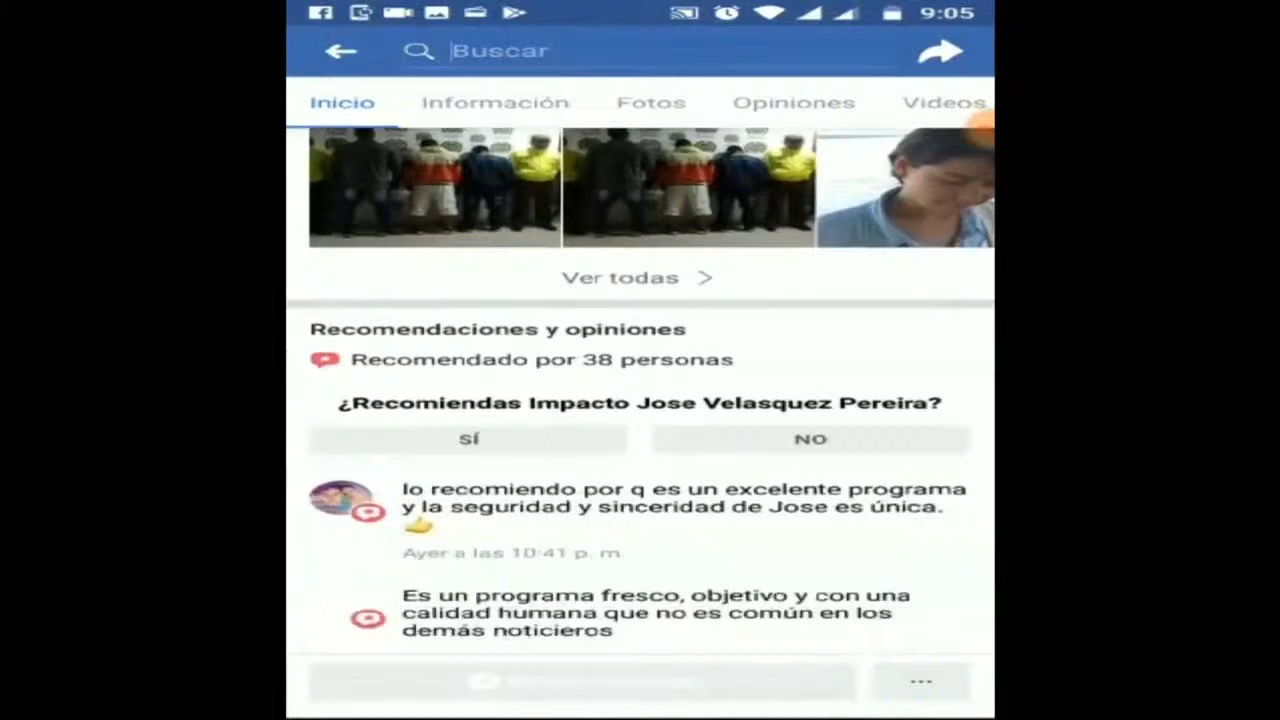 9:05
Buscar
Inicio Información Fotos Opiniones Videos
Ver todas >
Recomendaciones y opiniones
Recomendado por 38 personas
¿Recomiendas Impacto Jose Velasquez Pereira?
SÍ NO
lo recomiendo por q es un excelente programa
y la seguridad y sinceridad de Jose es única.
👍
Ayer a las 10:41 p. m.
Es un programa fresco, objetivo y con una
calidad humana que no es común en los
demás noticieros
...